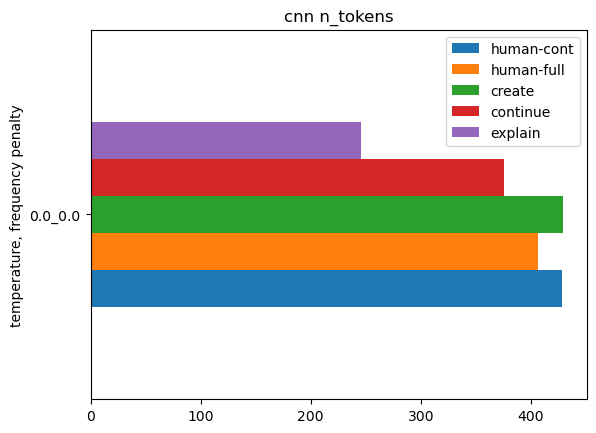 cnn n_tokens
human-cont
human-full
create
continue
explain
temperature, frequency penalty
0.0_0.0
0
100
200
300
400